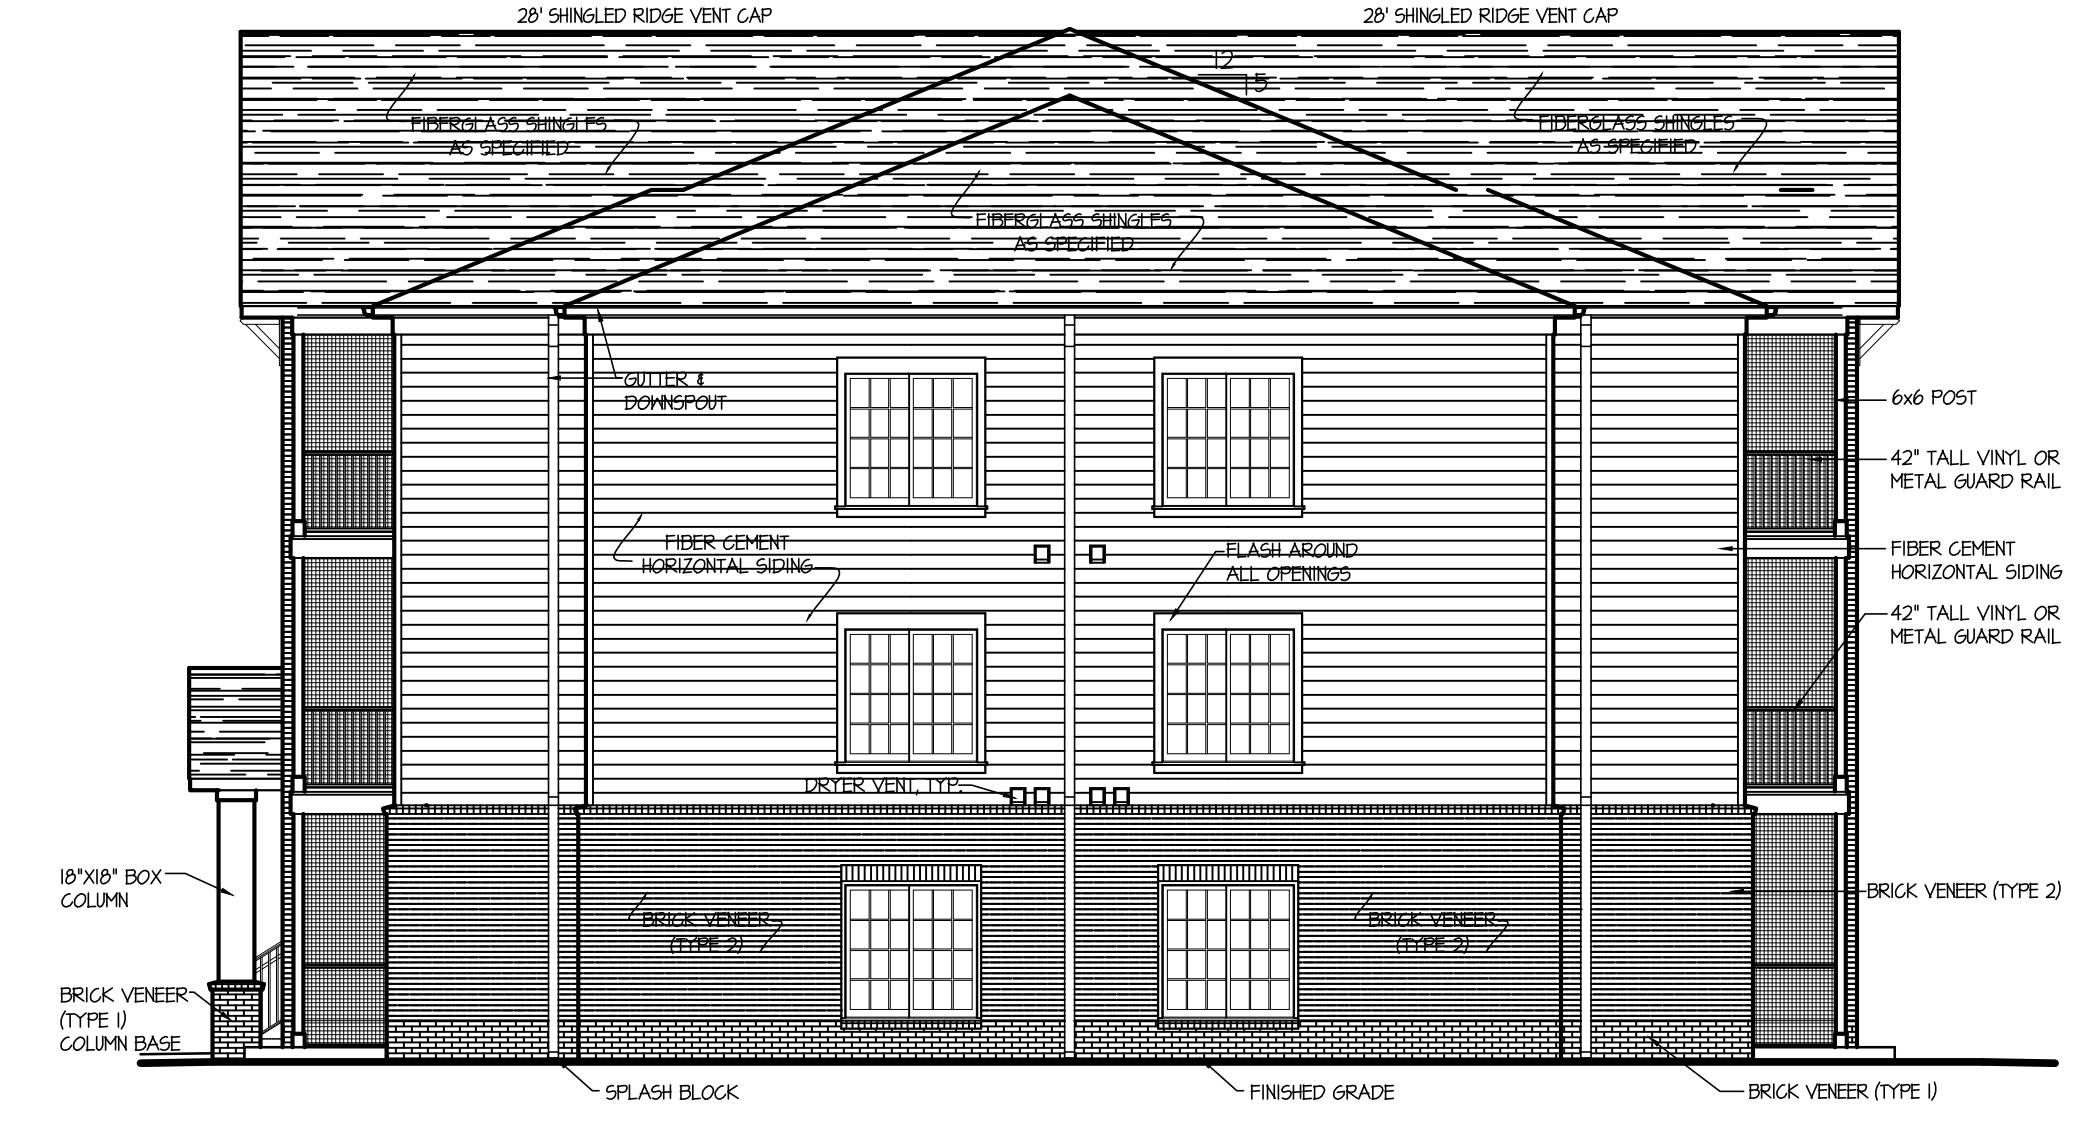 28' SHINGLED RIDGE VENT CAP
28' SHINGLED RIDGE VENT CAP
12
5
FIBERGLASS SHINGLES
AS SPECIFIED
FIBERGLASS SHINGLES
AS SPECIFIED
FIBERGLASS SHINGLES
AS SPECIFIED
GUTTER &
DOWNSPOUT
6x6 POST
42" TALL VINYL OR
METAL GUARD RAIL
FIBER CEMENT
HORIZONTAL SIDING
FLASH AROUND
ALL OPENINGS
FIBER CEMENT
HORIZONTAL SIDING
42" TALL VINYL OR
METAL GUARD RAIL
DRYER VENT, TYP.
18"X18" BOX
COLUMN
BRICK VENEER
(TYPE 2)
BRICK VENEER
(TYPE 2)
BRICK VENEER (TYPE 2)
BRICK VENEER
(TYPE 1)
COLUMN BASE
SPLASH BLOCK
FINISHED GRADE
BRICK VENEER (TYPE 1)